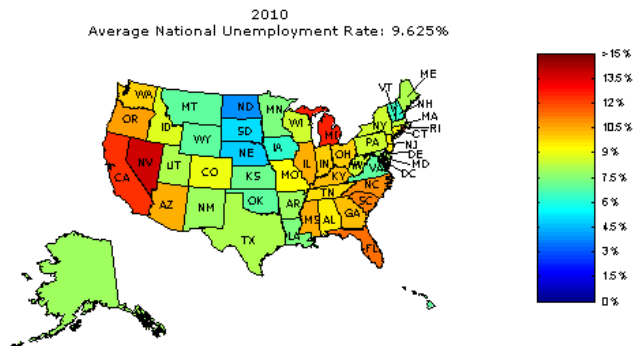 2010
Average National Unemployment Rate: 9.625%
>15%
13.5%
12%
10.5%
9%
7.5%
6%
4.5%
3%
1.5%
0%
WA
OR
CA
NV
ID
MT
WY
UT
AZ
CO
NM
ND
SD
NE
KS
OK
TX
MN
IA
MO
AR
LA
WI
IL
MI
IN
OH
KY
TN
MS
AL
GA
FL
SC
NC
VA
WV
PA
NY
VT
ME
NH
MA
RI
CT
NJ
DE
MD
DC